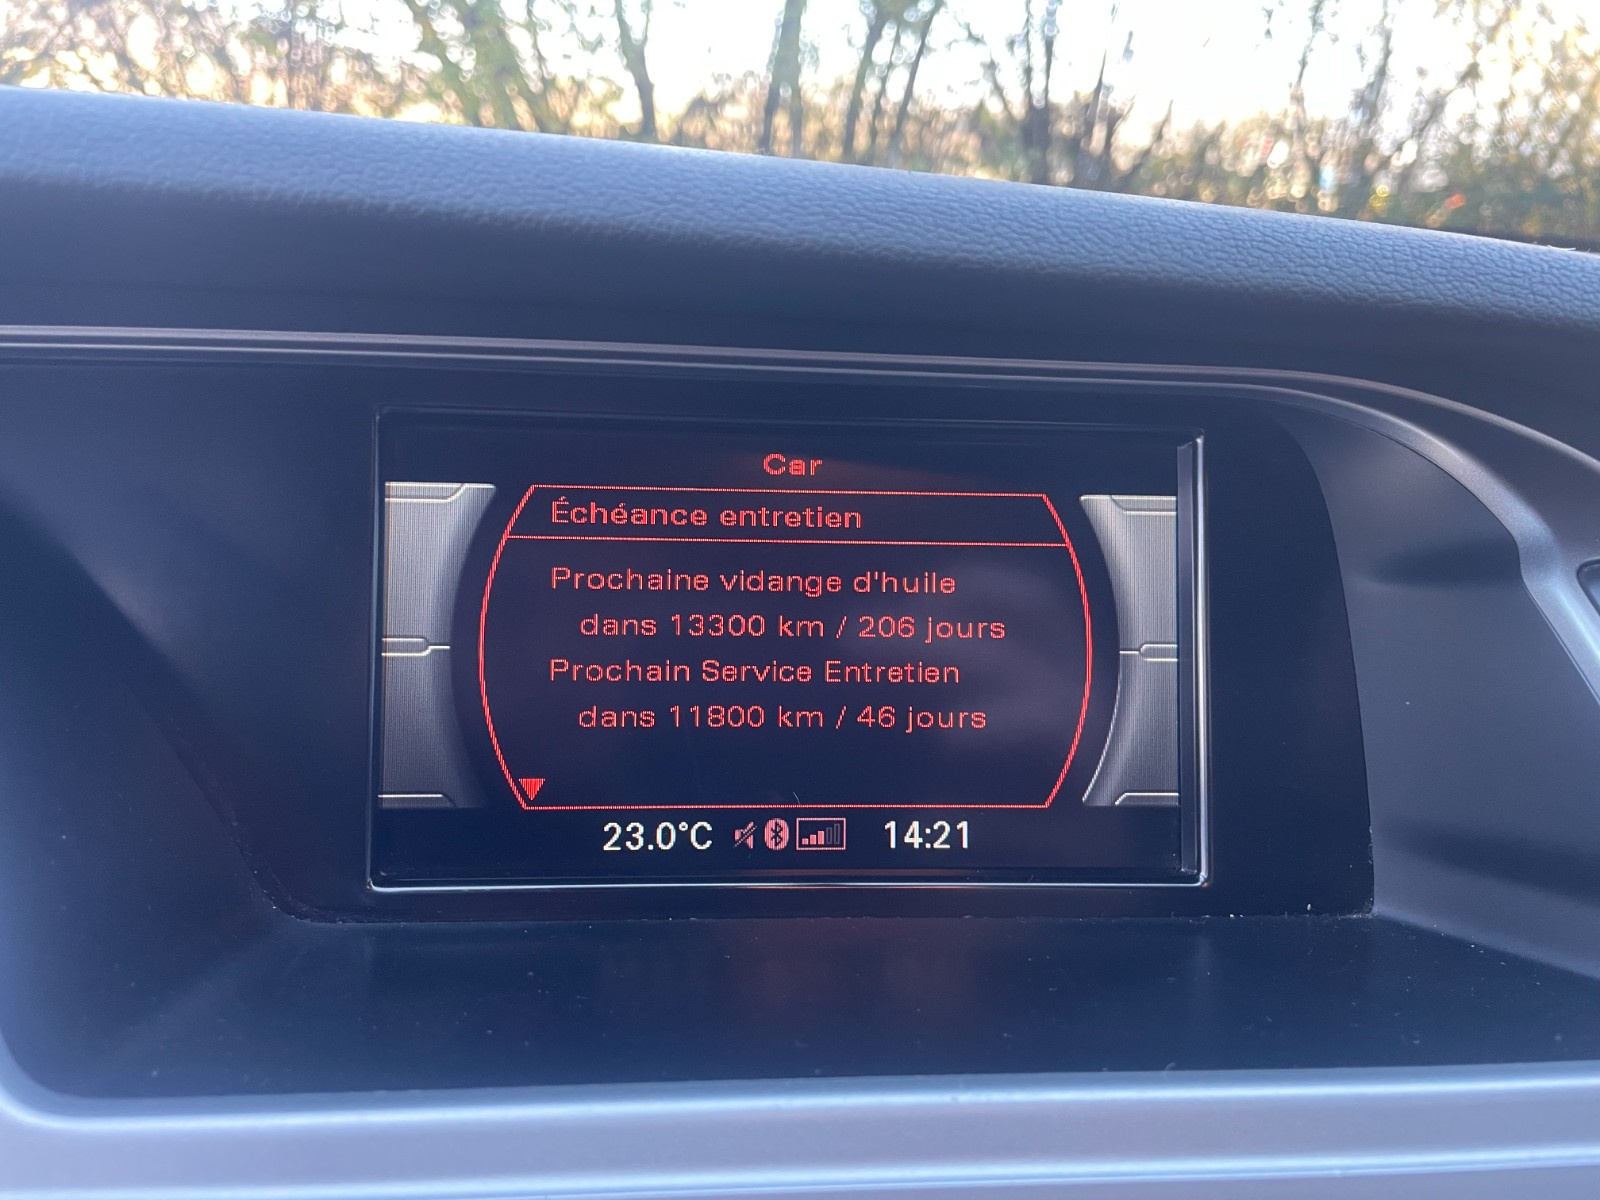 Car
Échéance entretien
Prochaine vidange d'huile
dans 13300 km / 206 jours
Prochain Service Entretien
dans 11800 km / 46 jours
23.0°C 14:21